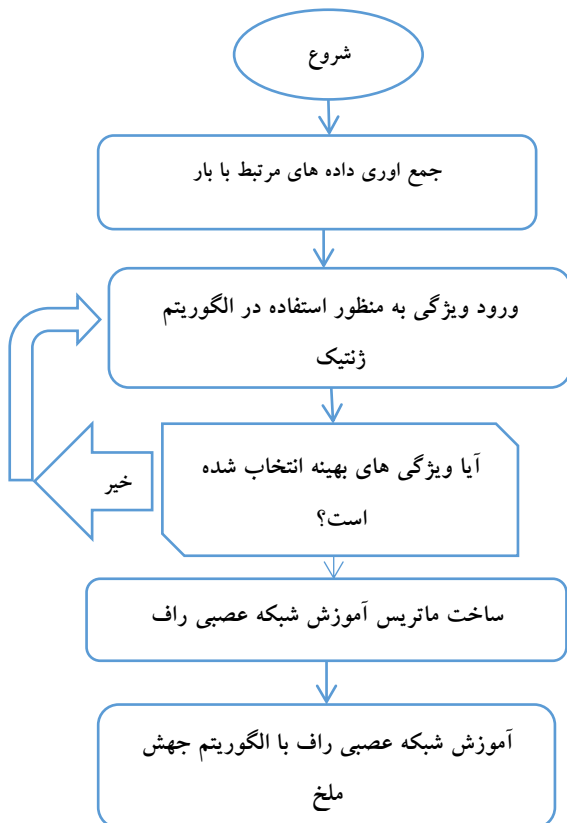 شروع
جمع اوری داده های مرتبط با بار
ورود ویژگی به منظور استفاده در الگوریتم
ژنتیک
آیا ویژگی های بهینه انتخاب شده
است؟
خیر
ساخت ماتریس آموزش شبکه عصبی راف
آموزش شبکه عصبی راف با الگوریتم جهش
ملخ